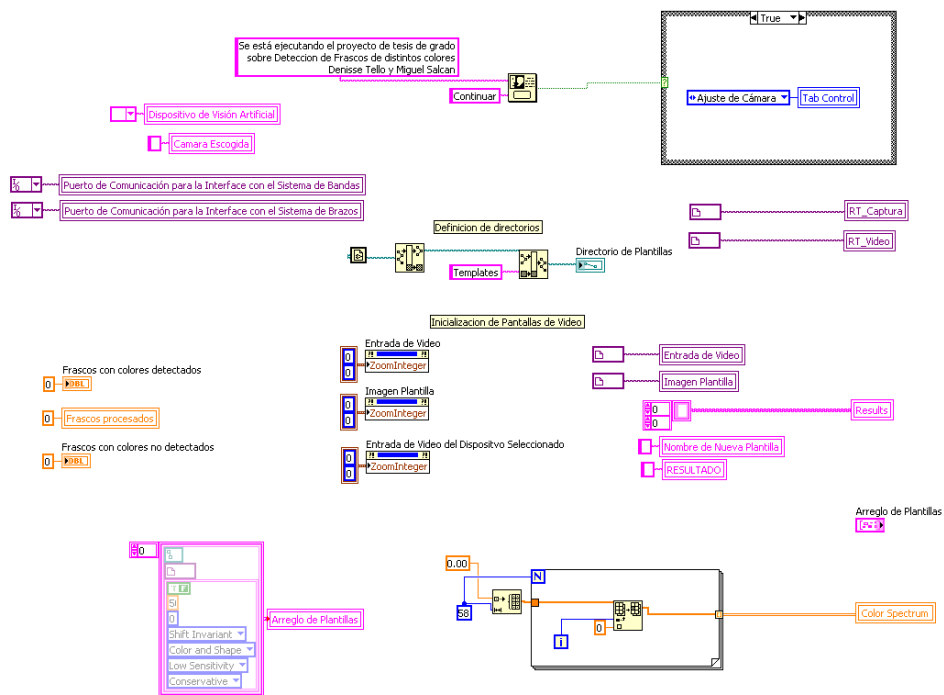 True
Se está ejecutando el proyecto de tesis de grado
sobre Deteccion de Frascos de distintos colores
Denisse Tello y Miguel Salcan
Continuar
?
Ajuste de Cámara
Tab Control
Dispositivo de Visión Artificial
Camara Escogida
Puerto de Comunicación para la Interface con el Sistema de Bandas
Puerto de Comunicación para la Interface con el Sistema de Brazos
RT_Captura
RT_Video
Definicion de directorios
Templates
Directorio de Plantillas
Inicializacion de Pantallas de Video
Entrada de Video
0
0
ZoomInteger
Imagen Plantilla
0
0
ZoomInteger
Entrada de Video del Dispositvo Seleccionado
0
0
ZoomInteger
Frascos con colores detectados
0
DBL
0
Frascos procesados
Frascos con colores no detectados
0
DBL
Entrada de Video
Imagen Plantilla
0
0
Results
Nombre de Nueva Plantilla
RESULTADO
Arreglo de Plantillas
0
T F
0
Shift Invariant
Color and Shape
Low Sensitivity
Conservative
Arreglo de Plantillas
0.00
58
N
i
0
Color Spectrum